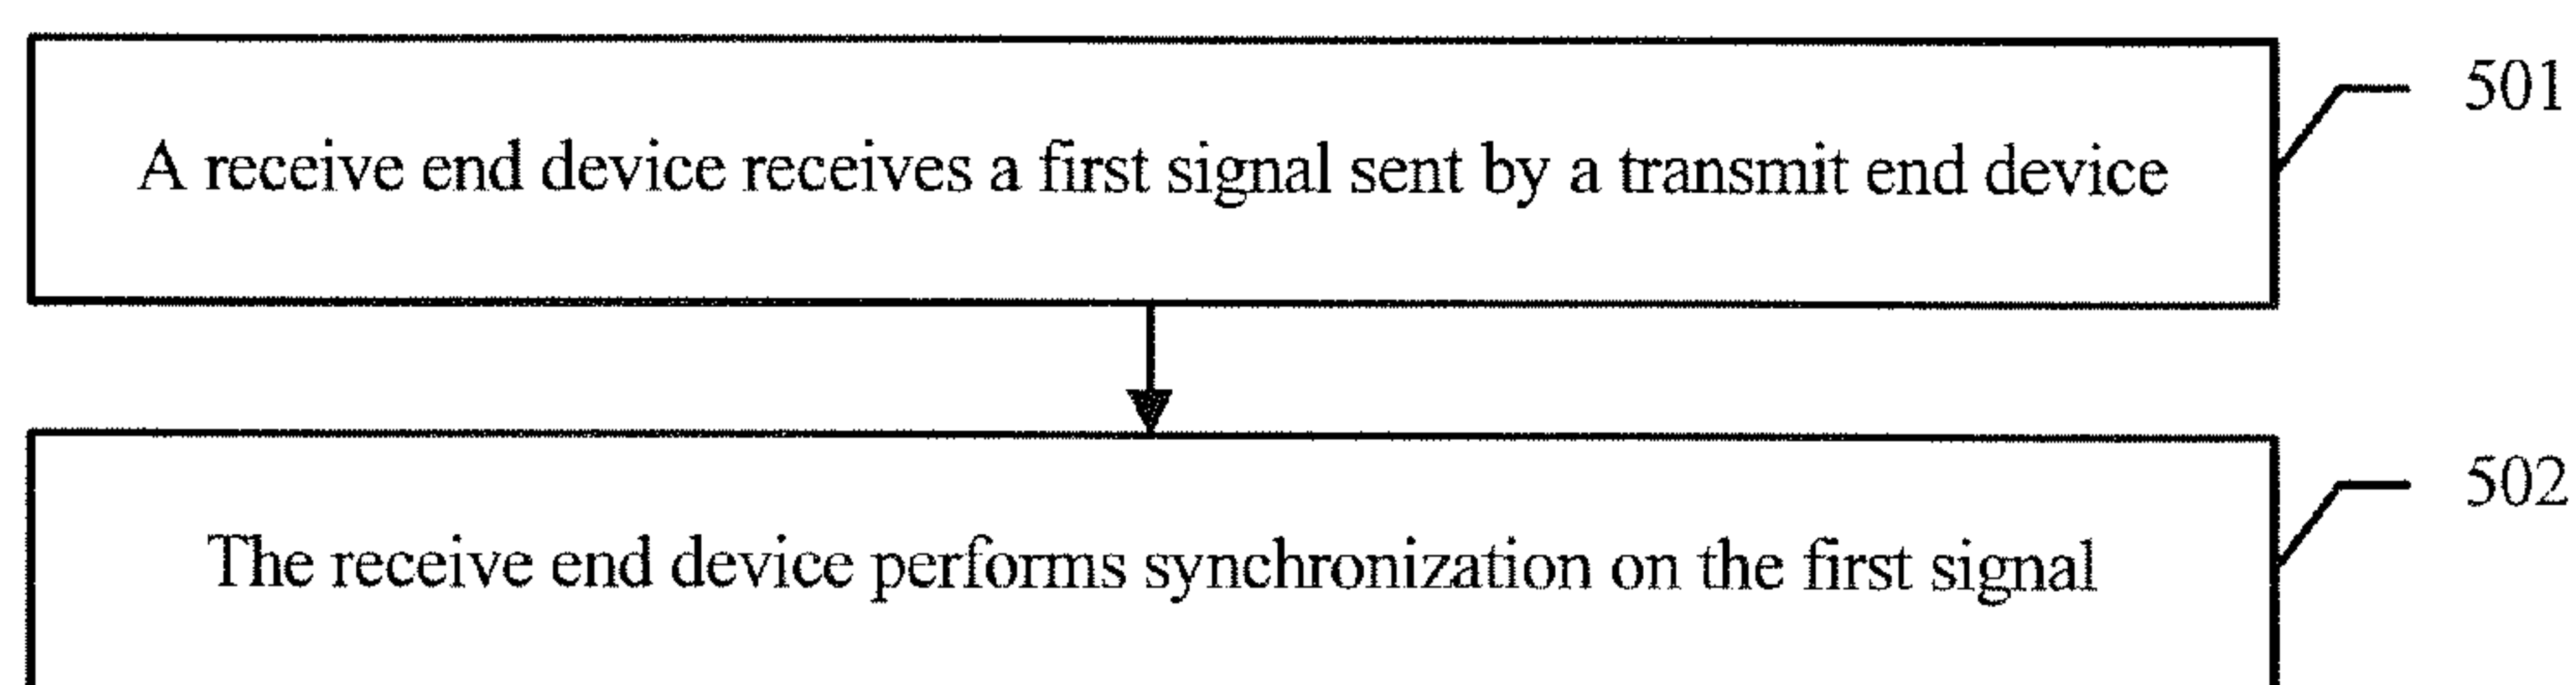 A receive end device receives a first signal sent by a transmit end device
501
The receive end device performs synchronization on the first signal
502